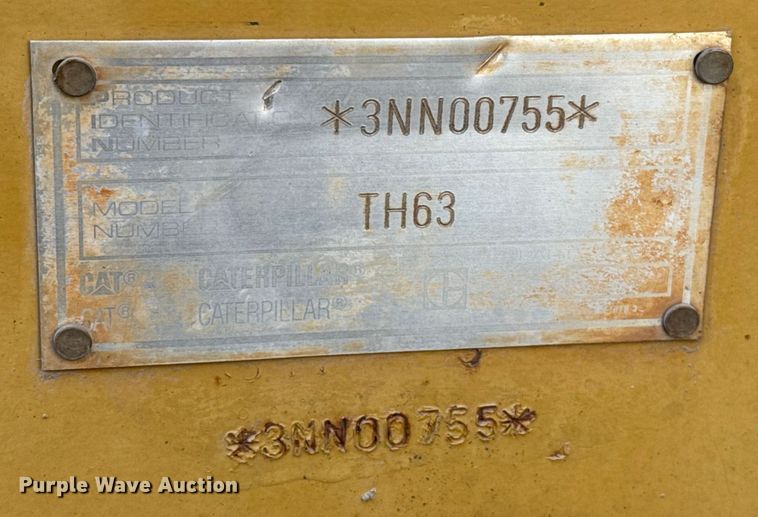 PRODUCT
IDENTIFICATION
NUMBER
*3NN00755*
MODEL
NUMBER
TH63
CAT® CATERPILLAR®
CAT® CATERPILLAR®
*3NN00755*
Purple Wave Auction